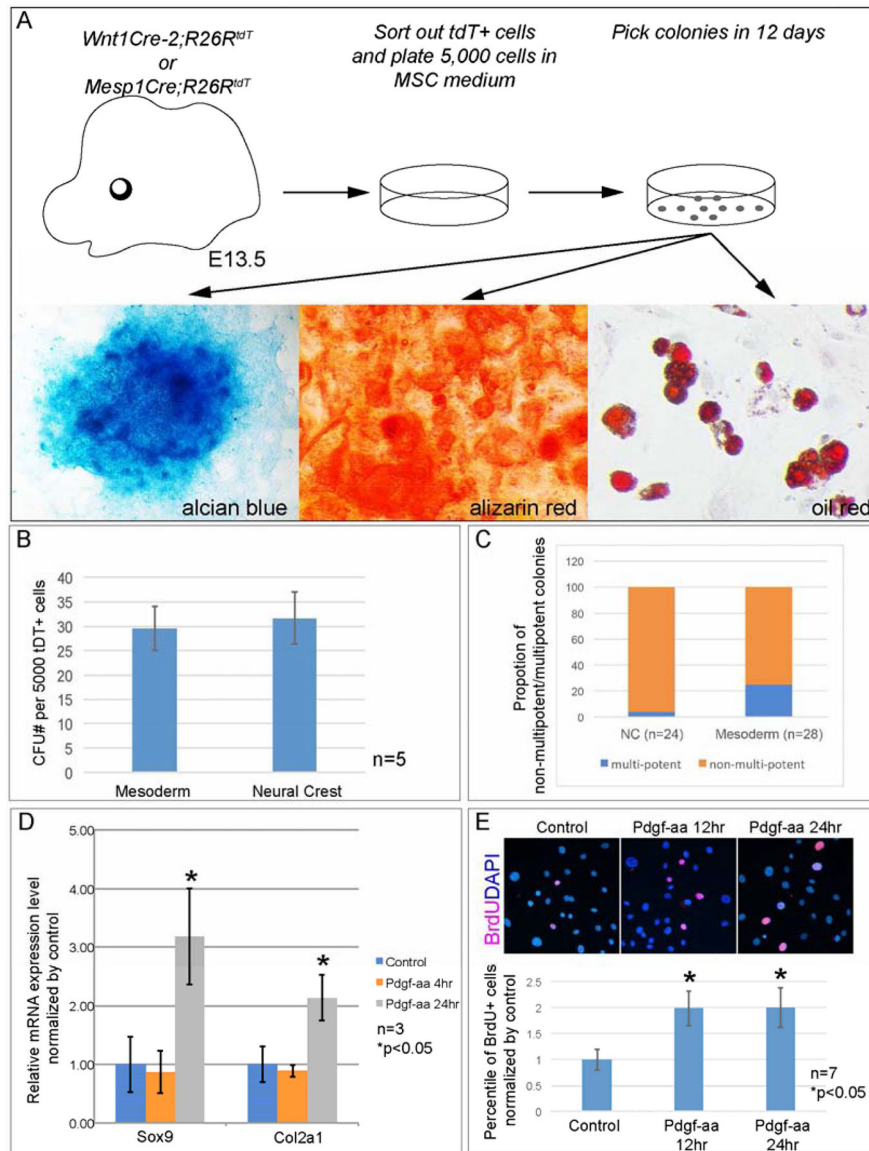 A
Wnt1Cre-2;R26RtdT
or
Mesp1Cre;R26RtdT
Sort out tdT+ cells
and plate 5,000 cells in
MSC medium
Pick colonies in 12 days
E13.5
alcian blue
alizarin red
oil red
B
CFU# per 5000 tDT+ cells
40
35
30
25
20
15
10
5
0
Mesoderm
Neural Crest
n=5
C
Propotion of
non-multipotent/multipotent colonies
120
100
80
60
40
20
0
NC (n=24)
Mesoderm (n=28)
multi-potent
non-multi-potent
D
Relative mRNA expression level
normalized by control
5.00
4.00
3.00
2.00
1.00
0.00
*
*
Sox9
Col2a1
Control
Pdgf-aa 4hr
Pdgf-aa 24hr
n=3
*p<0.05
E
Control
Pdgf-aa 12hr
Pdgf-aa 24hr
BrdUDAPI
Percentile of BrdU+ cells
normalized by control
2.5
2
1.5
1
0.5
0
*
*
Control
Pdgf-aa
12hr
Pdgf-aa
24hr
n=7
*p<0.05